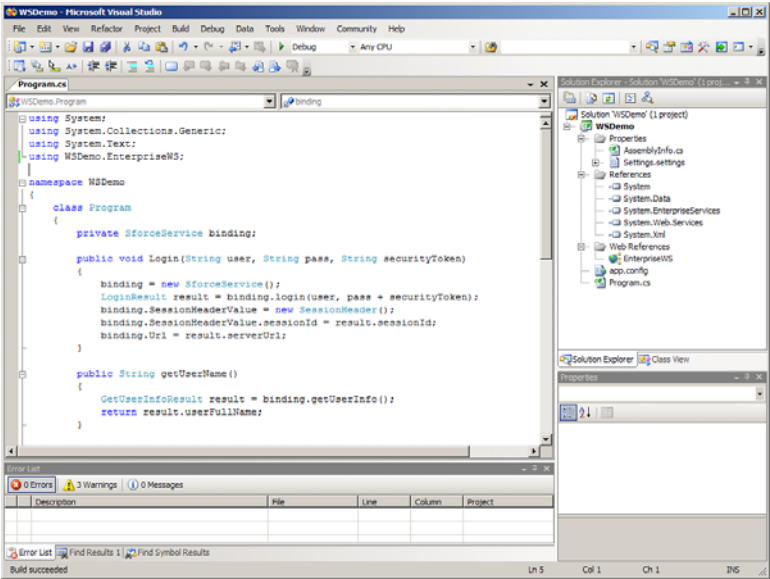 WSDemo - Microsoft Visual Studio
File Edit View Refactor Project Build Debug Data Tools Window Community Help
Debug Any CPU
Program.cs
WSDemo.Program binding
using System;
using System.Collections.Generic;
using System.Text;
using WSDemo.EnterpriseWS;
namespace WSDemo
{
class Program
{
private SforceService binding;
public void Login(String user, String pass, String securityToken)
{
binding = new SforceService();
LoginResult result = binding.login(user, pass + securityToken);
binding.SessionHeaderValue = new SessionHeader();
binding.SessionHeaderValue.sessionId = result.sessionId;
binding.Url = result.serverUrl;
}
public String getUserName()
{
GetUserInfoResult result = binding.getUserInfo();
return result.userFullName;
}
Solution Explorer - Solution 'WSDemo' (1 proj...
Solution 'WSDemo' (1 project)
WSDemo
Properties
AssemblyInfo.cs
Settings.settings
References
System
System.Data
System.EnterpriseServices
System.Web.Services
System.Xml
Web References
EnterpriseWS
app.config
Program.cs
Solution Explorer Class View
Properties
Error List
0 Errors 3 Warnings 0 Messages
Description File Line Column Project
Error List Find Results 1 Find Symbol Results
Build succeeded Ln 5 Col 1 Ch 1 INS